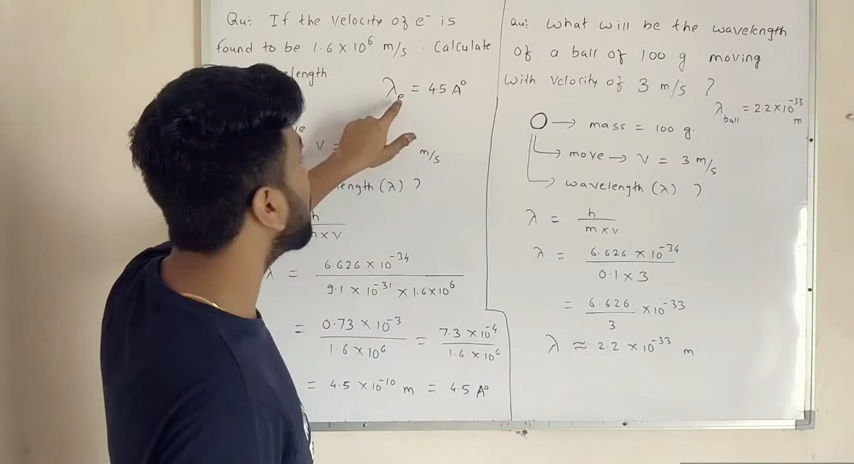 Qu: If the velocity of e⁻ is
found to be 1.6 × 10⁶ m/s. Calculate
λe = 4.5 A°
v =
m/s
(λ) ?
h
m × v
λ = 6.626 × 10⁻³⁴
9.1 × 10⁻³¹ × 1.6 × 10⁶
= 0.73 × 10⁻³ = 7.3 × 10⁻⁴
1.6 × 10⁶ 1.6 × 10⁶
= 4.5 × 10⁻¹⁰ m = 4.5 A°
Qu: What will be the wavelength
of a ball of 100 g moving
with velocity of 3 m/s ?
λball = 2.2 × 10⁻³³ m
→ mass = 100 g.
→ move → v = 3 m/s
→ wavelength (λ) ?
λ = h
m × v
λ = 6.626 × 10⁻³⁴
0.1 × 3
= 6.626 × 10⁻³³
3
λ ≈ 2.2 × 10⁻³³ m